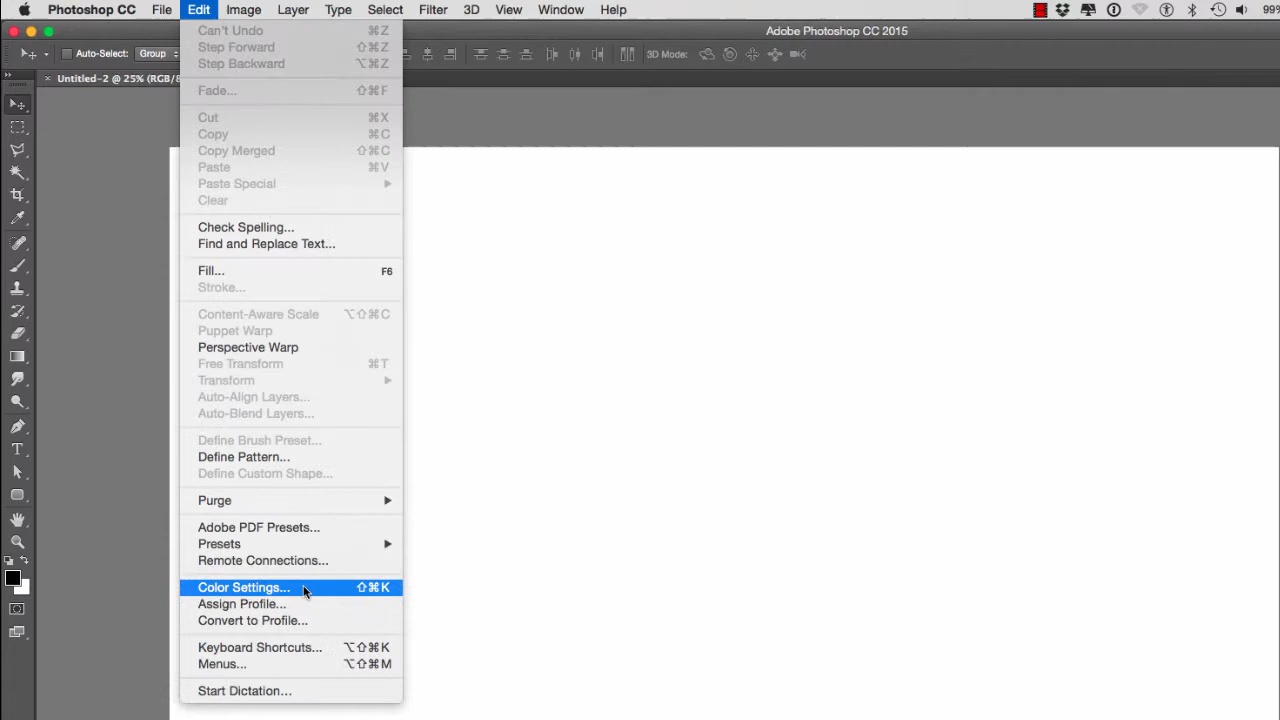 Photoshop CC File Edit Image Layer Type Select Filter 3D View Window Help 99%
Adobe Photoshop CC 2015
Auto-Select: Group 3D Mode:
× Untitled-2 @ 25% (RGB/8
Can't Undo ⌘Z
Step Forward ⇧⌘Z
Step Backward ⌥⌘Z
Fade... ⇧⌘F
Cut ⌘X
Copy ⌘C
Copy Merged ⇧⌘C
Paste ⌘V
Paste Special
Clear
Check Spelling...
Find and Replace Text...
Fill... F6
Stroke...
Content-Aware Scale ⌥⇧⌘C
Puppet Warp
Perspective Warp
Free Transform ⌘T
Transform
Auto-Align Layers...
Auto-Blend Layers...
Define Brush Preset...
Define Pattern...
Define Custom Shape...
Purge
Adobe PDF Presets...
Presets
Remote Connections...
Color Settings... ⇧⌘K
Assign Profile...
Convert to Profile...
Keyboard Shortcuts... ⌥⇧⌘K
Menus... ⌥⇧⌘M
Start Dictation...